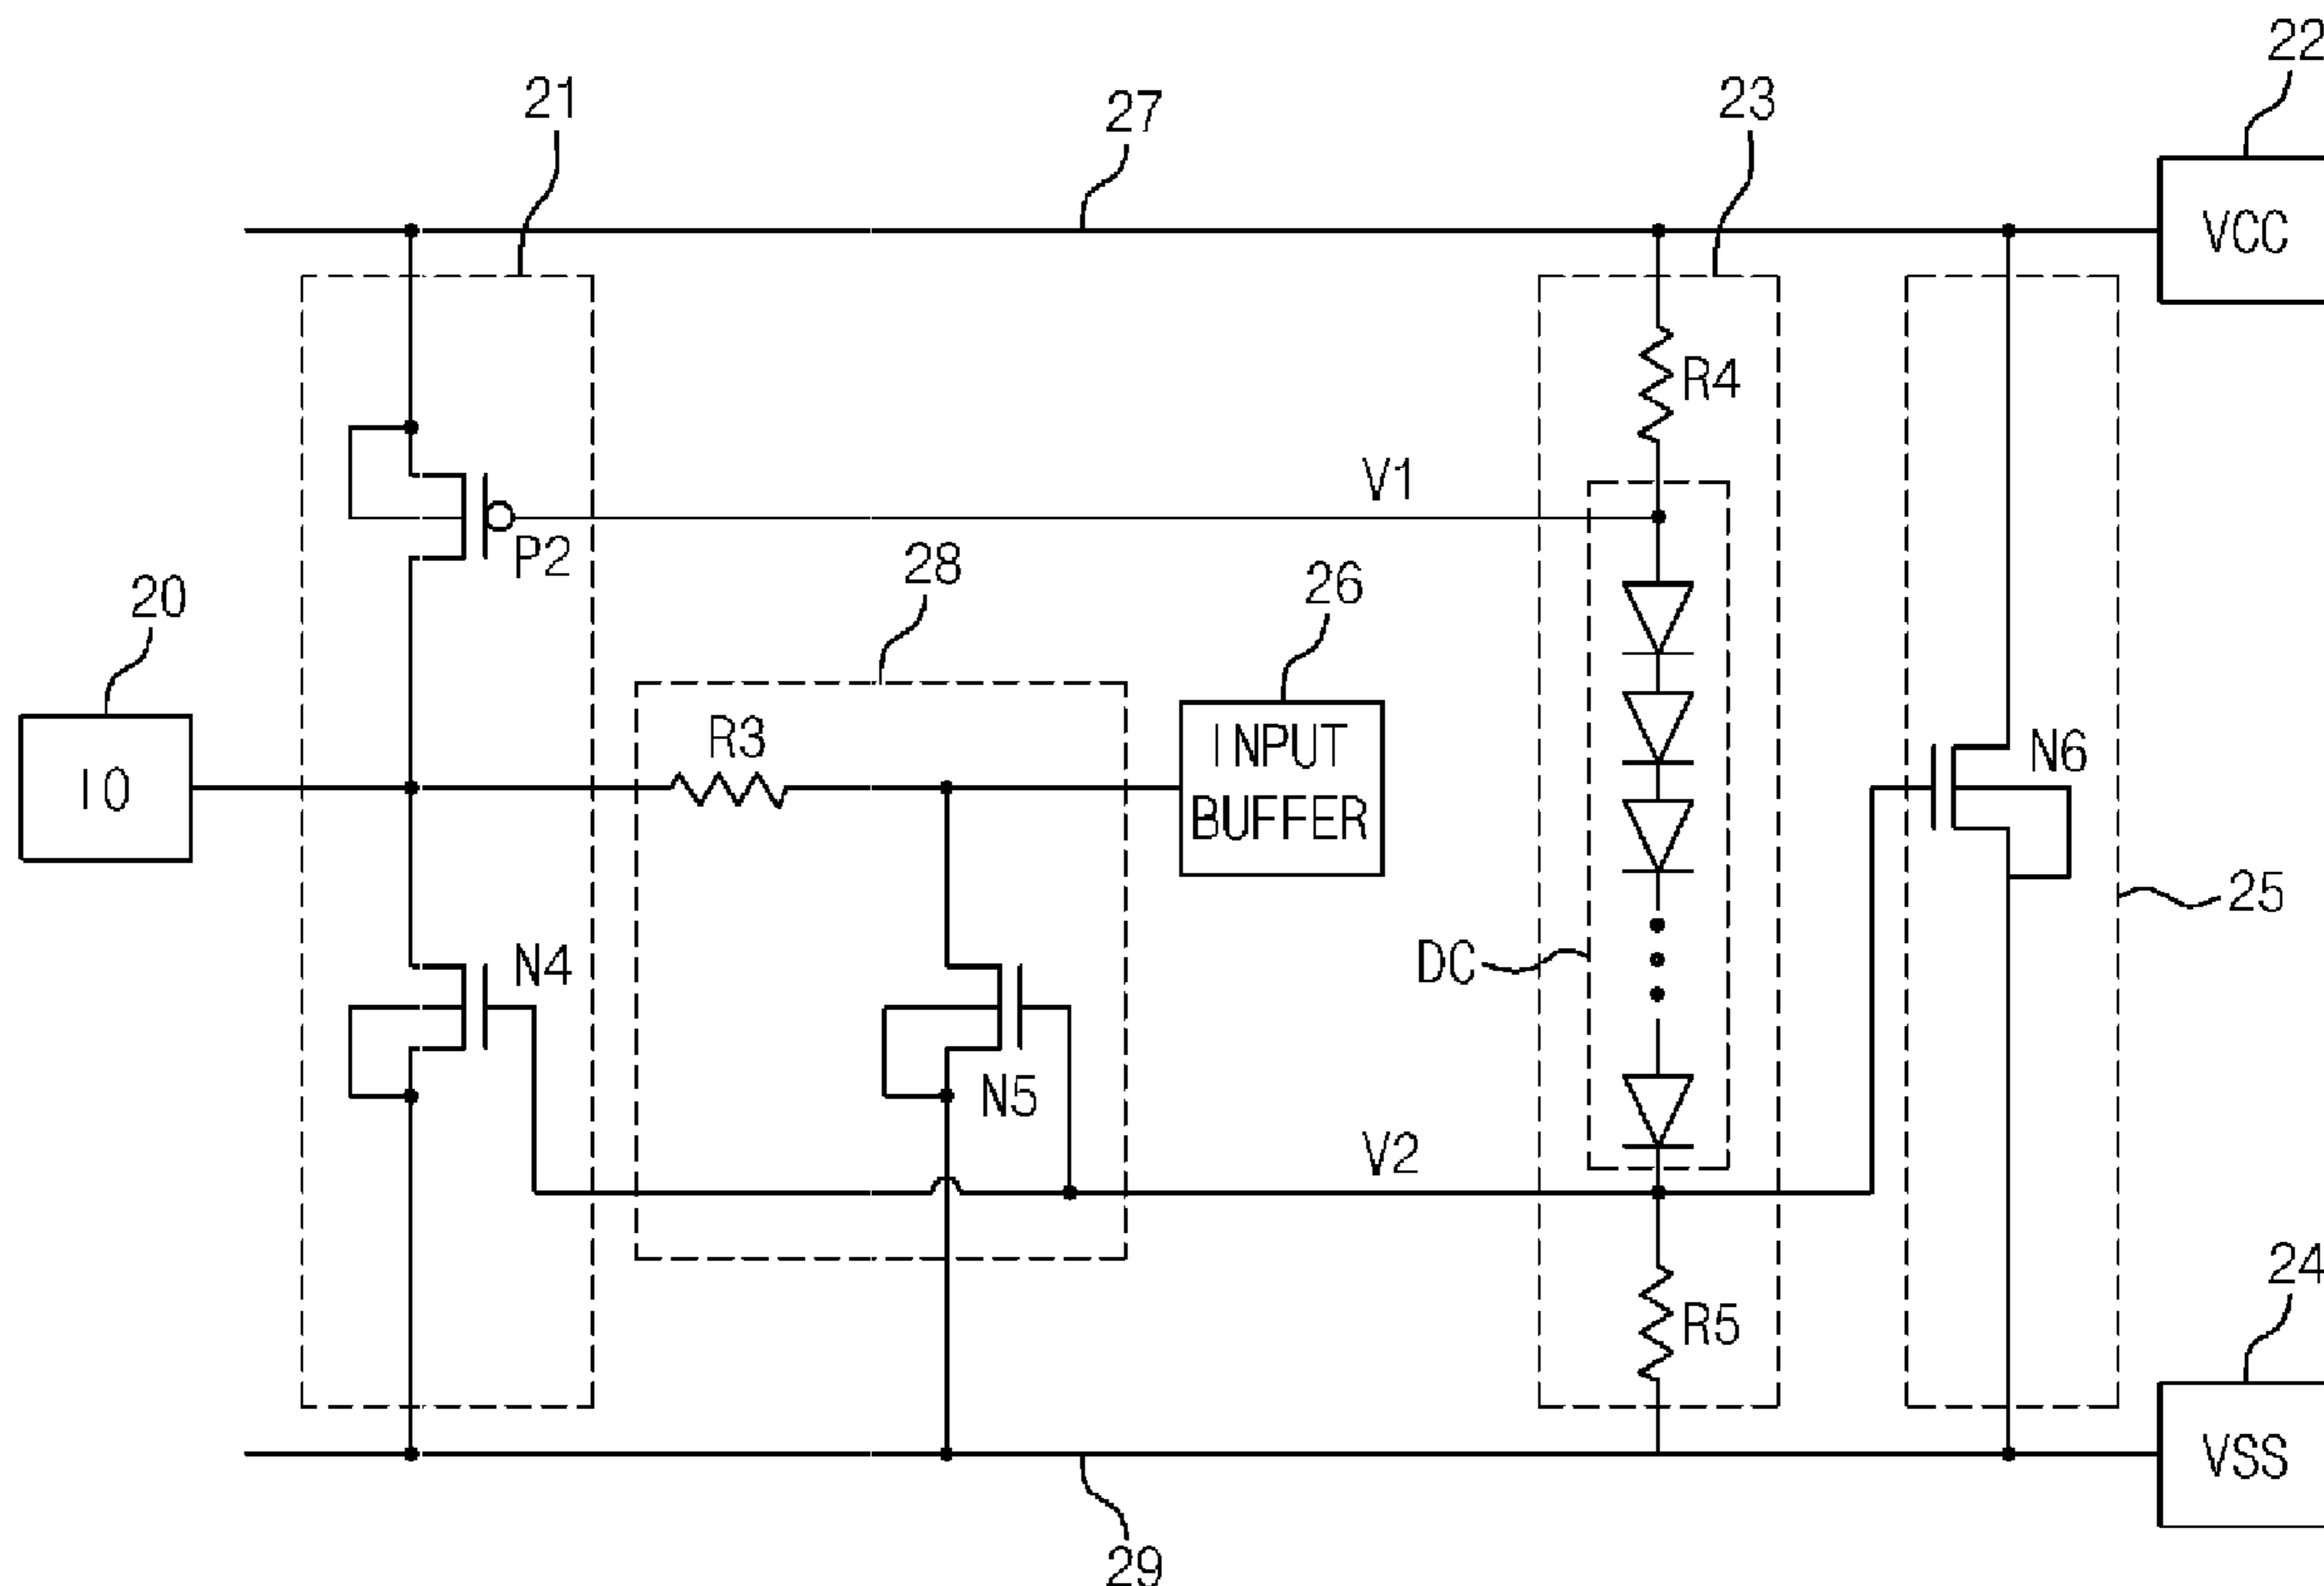 22
21
27
23
VCC
R4
V1
P2
28
26
20
R3
INPUT
BUFFER
N6
IO
25
N4
DC
N5
V2
24
R5
VSS
29